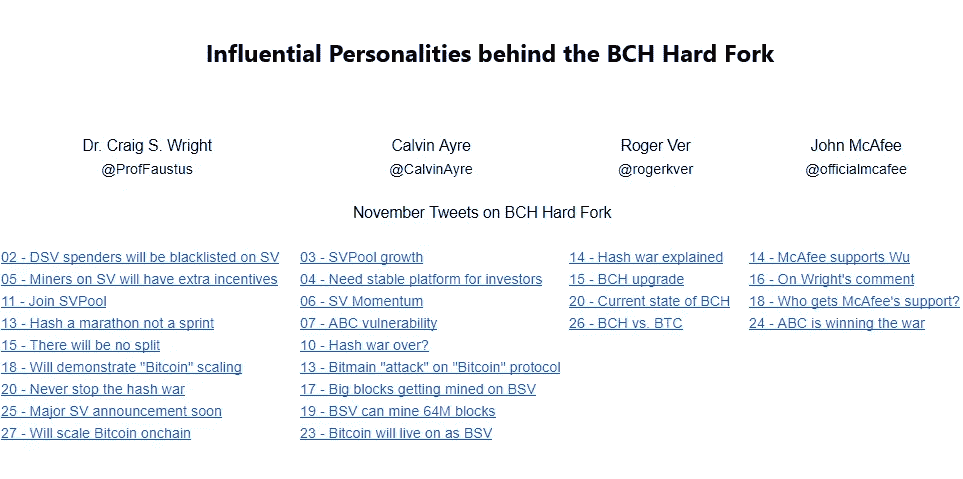 Influential Personalities behind the BCH Hard Fork
Dr. Craig S. Wright
@ProfFaustus
Calvin Ayre
@CalvinAyre
Roger Ver
@rogerkver
John McAfee
@officialmcafee
November Tweets on BCH Hard Fork
02 - DSV spenders will be blacklisted on SV
05 - Miners on SV will have extra incentives
11 - Join SVPool
13 - Hash a marathon not a sprint
15 - There will be no split
18 - Will demonstrate "Bitcoin" scaling
20 - Never stop the hash war
25 - Major SV announcement soon
27 - Will scale Bitcoin onchain
03 - SVPool growth
04 - Need stable platform for investors
06 - SV Momentum
07 - ABC vulnerability
10 - Hash war over?
13 - Bitmain "attack" on "Bitcoin" protocol
17 - Big blocks getting mined on BSV
19 - BSV can mine 64M blocks
23 - Bitcoin will live on as BSV
14 - Hash war explained
15 - BCH upgrade
20 - Current state of BCH
26 - BCH vs. BTC
14 - McAfee supports Wu
16 - On Wright's comment
18 - Who gets McAfee's support?
24 - ABC is winning the war